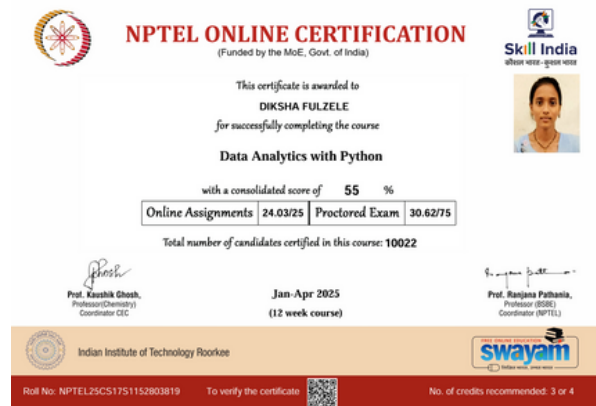 NPTEL ONLINE CERTIFICATION
(Funded by the MoE, Govt. of India)
Skill India
कौशल भारत - कुशल भारत
This certificate is awarded to
DIKSHA FULZELE
for successfully completing the course
Data Analytics with Python
with a consolidated score of 55 %
Online Assignments 24.03/25 Proctored Exam 30.62/75
Total number of candidates certified in this course: 10022
Prof. Kaushik Ghosh,
Professor(Chemistry)
Coordinator CEC
Jan-Apr 2025
(12 week course)
Prof. Ranjana Pathania,
Professor (BSBE)
Coordinator (NPTEL)
Indian Institute of Technology Roorkee
FREE ONLINE EDUCATION
swayam
Roll No: NPTEL25CS17S1152803819
To verify the certificate
No. of credits recommended: 3 or 4